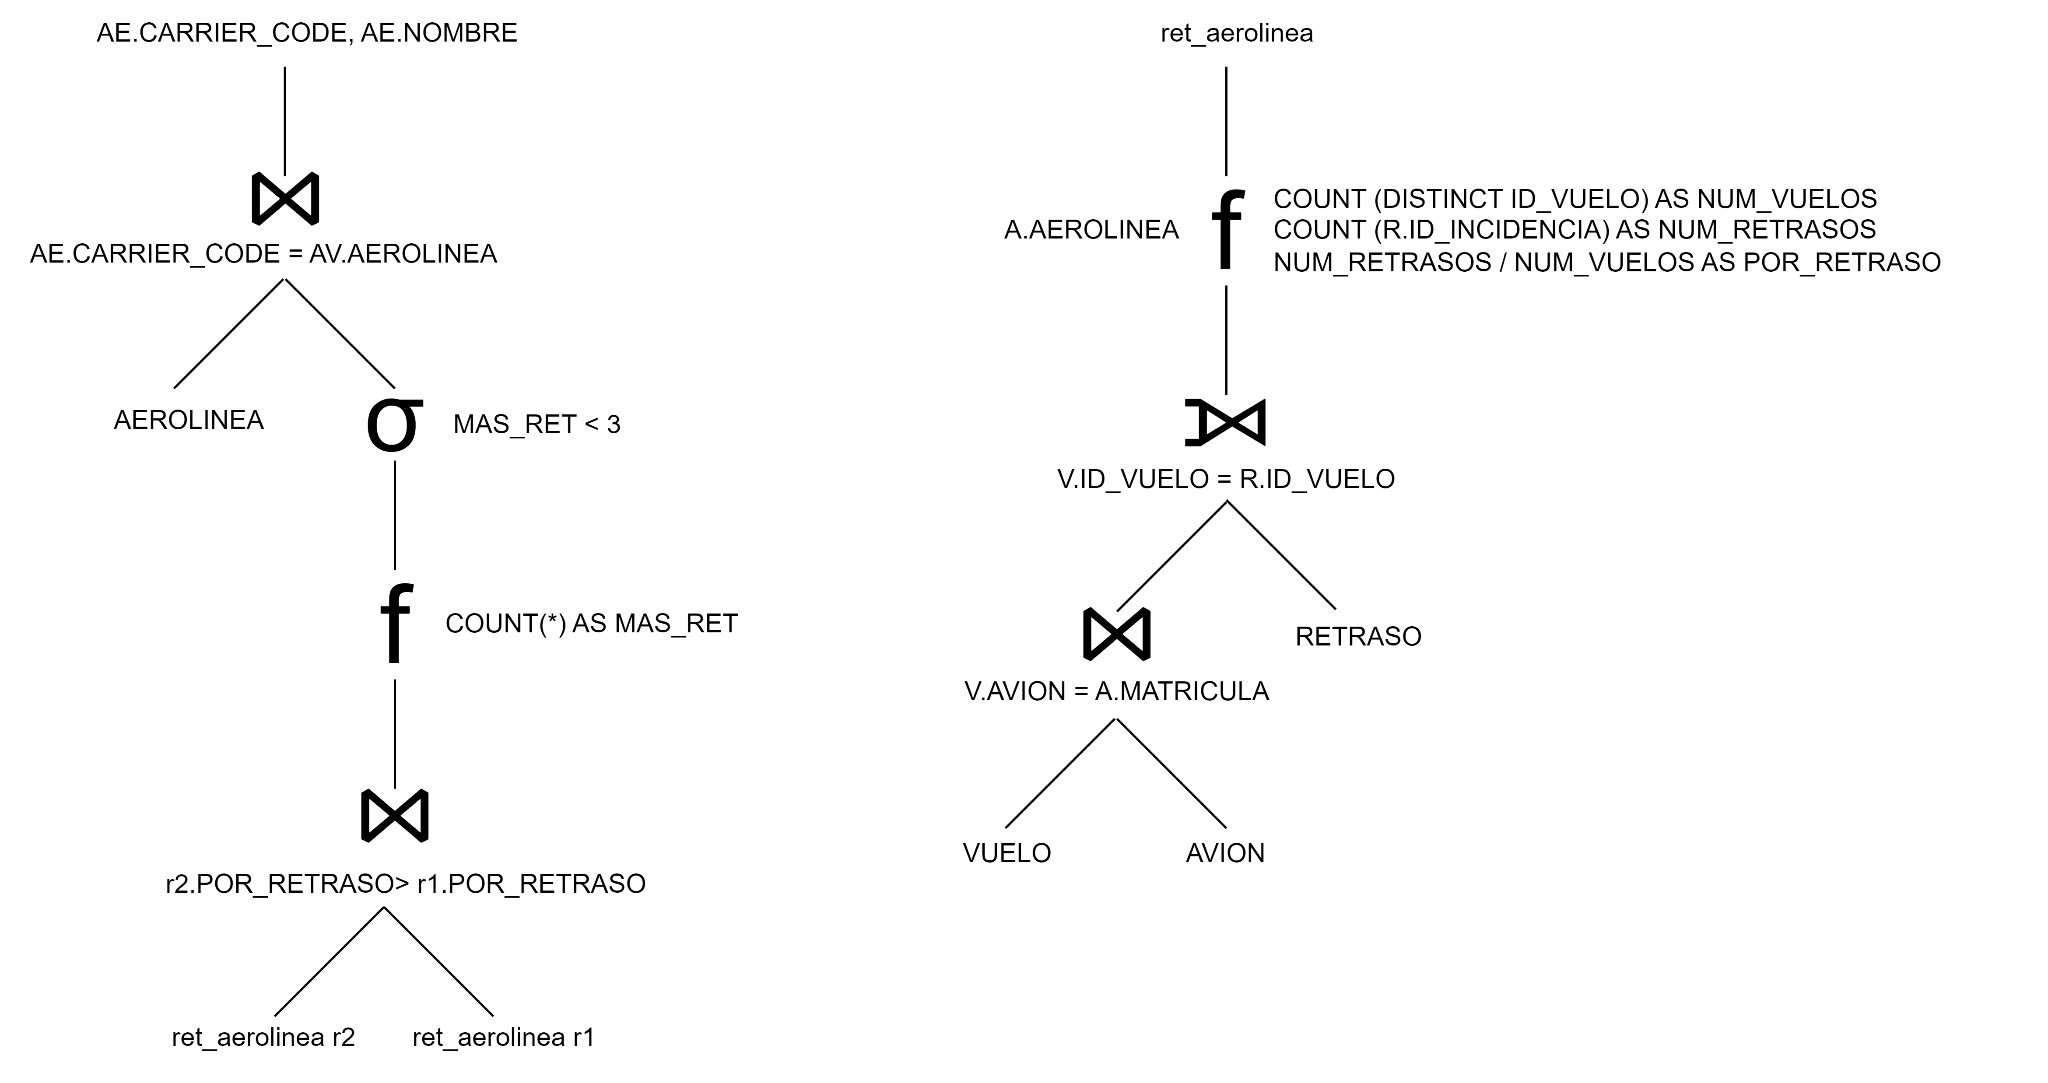 AE.CARRIER_CODE, AE.NOMBRE
⋈
AE.CARRIER_CODE = AV.AEROLINEA
AEROLINEA
σ MAS_RET < 3
f COUNT(*) AS MAS_RET
⋈
r2.POR_RETRASO> r1.POR_RETRASO
ret_aerolinea r2
ret_aerolinea r1
ret_aerolinea
A.AEROLINEA f
COUNT (DISTINCT ID_VUELO) AS NUM_VUELOS
COUNT (R.ID_INCIDENCIA) AS NUM_RETRASOS
NUM_RETRASOS / NUM_VUELOS AS POR_RETRASO
⟕
V.ID_VUELO = R.ID_VUELO
⋈
RETRASO
V.AVION = A.MATRICULA
VUELO
AVION